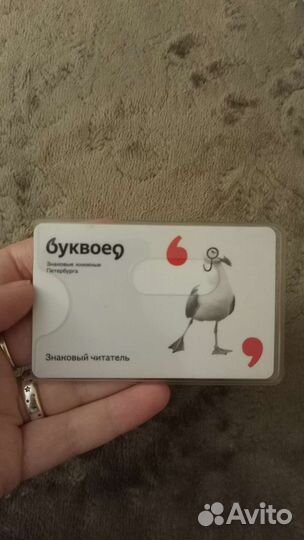 буквоед
Знаковые книжные
Петербурга
Знаковый читатель
Avito